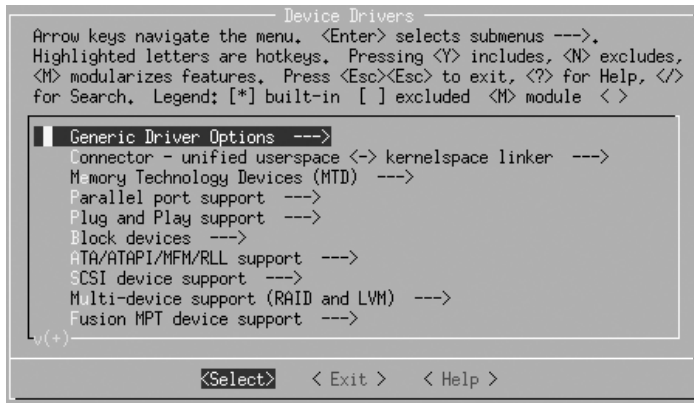 Device Drivers
Arrow keys navigate the menu. <Enter> selects submenus --->.
Highlighted letters are hotkeys. Pressing <Y> includes, <N> excludes,
<M> modularizes features. Press <Esc><Esc> to exit, <?> for Help, </>
for Search. Legend: [*] built-in [ ] excluded <M> module < >
Generic Driver Options --->
Connector - unified userspace <-> kernelspace linker --->
Memory Technology Devices (MTD) --->
Parallel port support --->
Plug and Play support --->
Block devices --->
ATA/ATAPI/MFM/RLL support --->
SCSI device support --->
Multi-device support (RAID and LVM) --->
Fusion MPT device support --->
v(+)
<Select> < Exit > < Help >